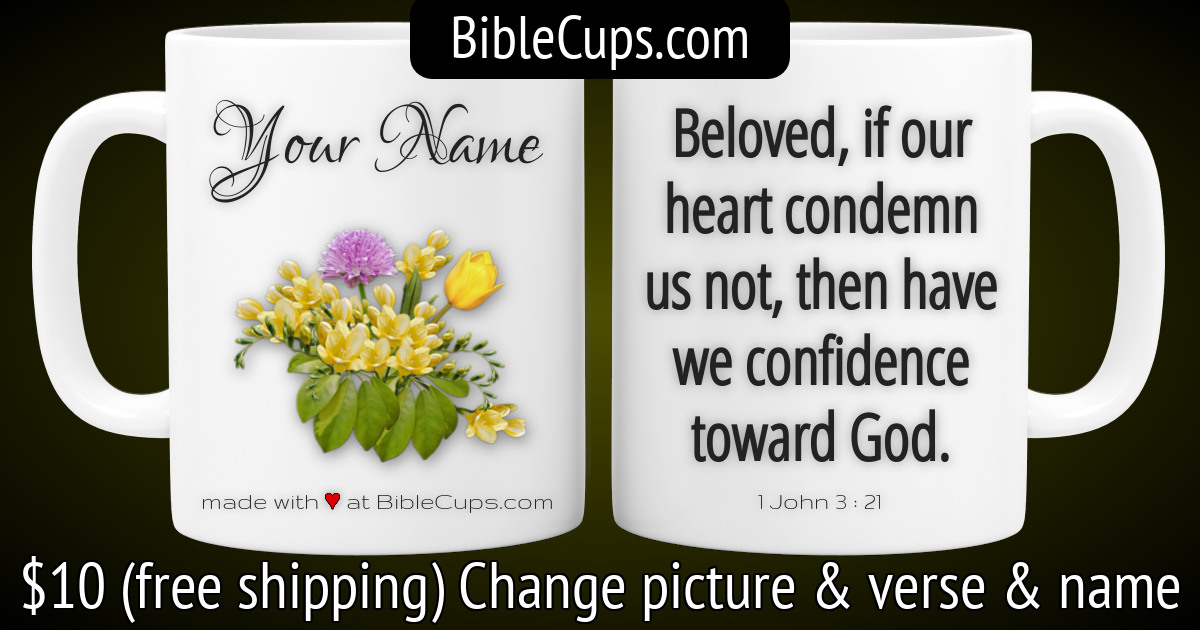 BibleCups.com
Your Name
made with ♥ at BibleCups.com
Beloved, if our
heart condemn
us not, then have
we confidence
toward God.
1 John 3 : 21
$10 (free shipping) Change picture & verse & name